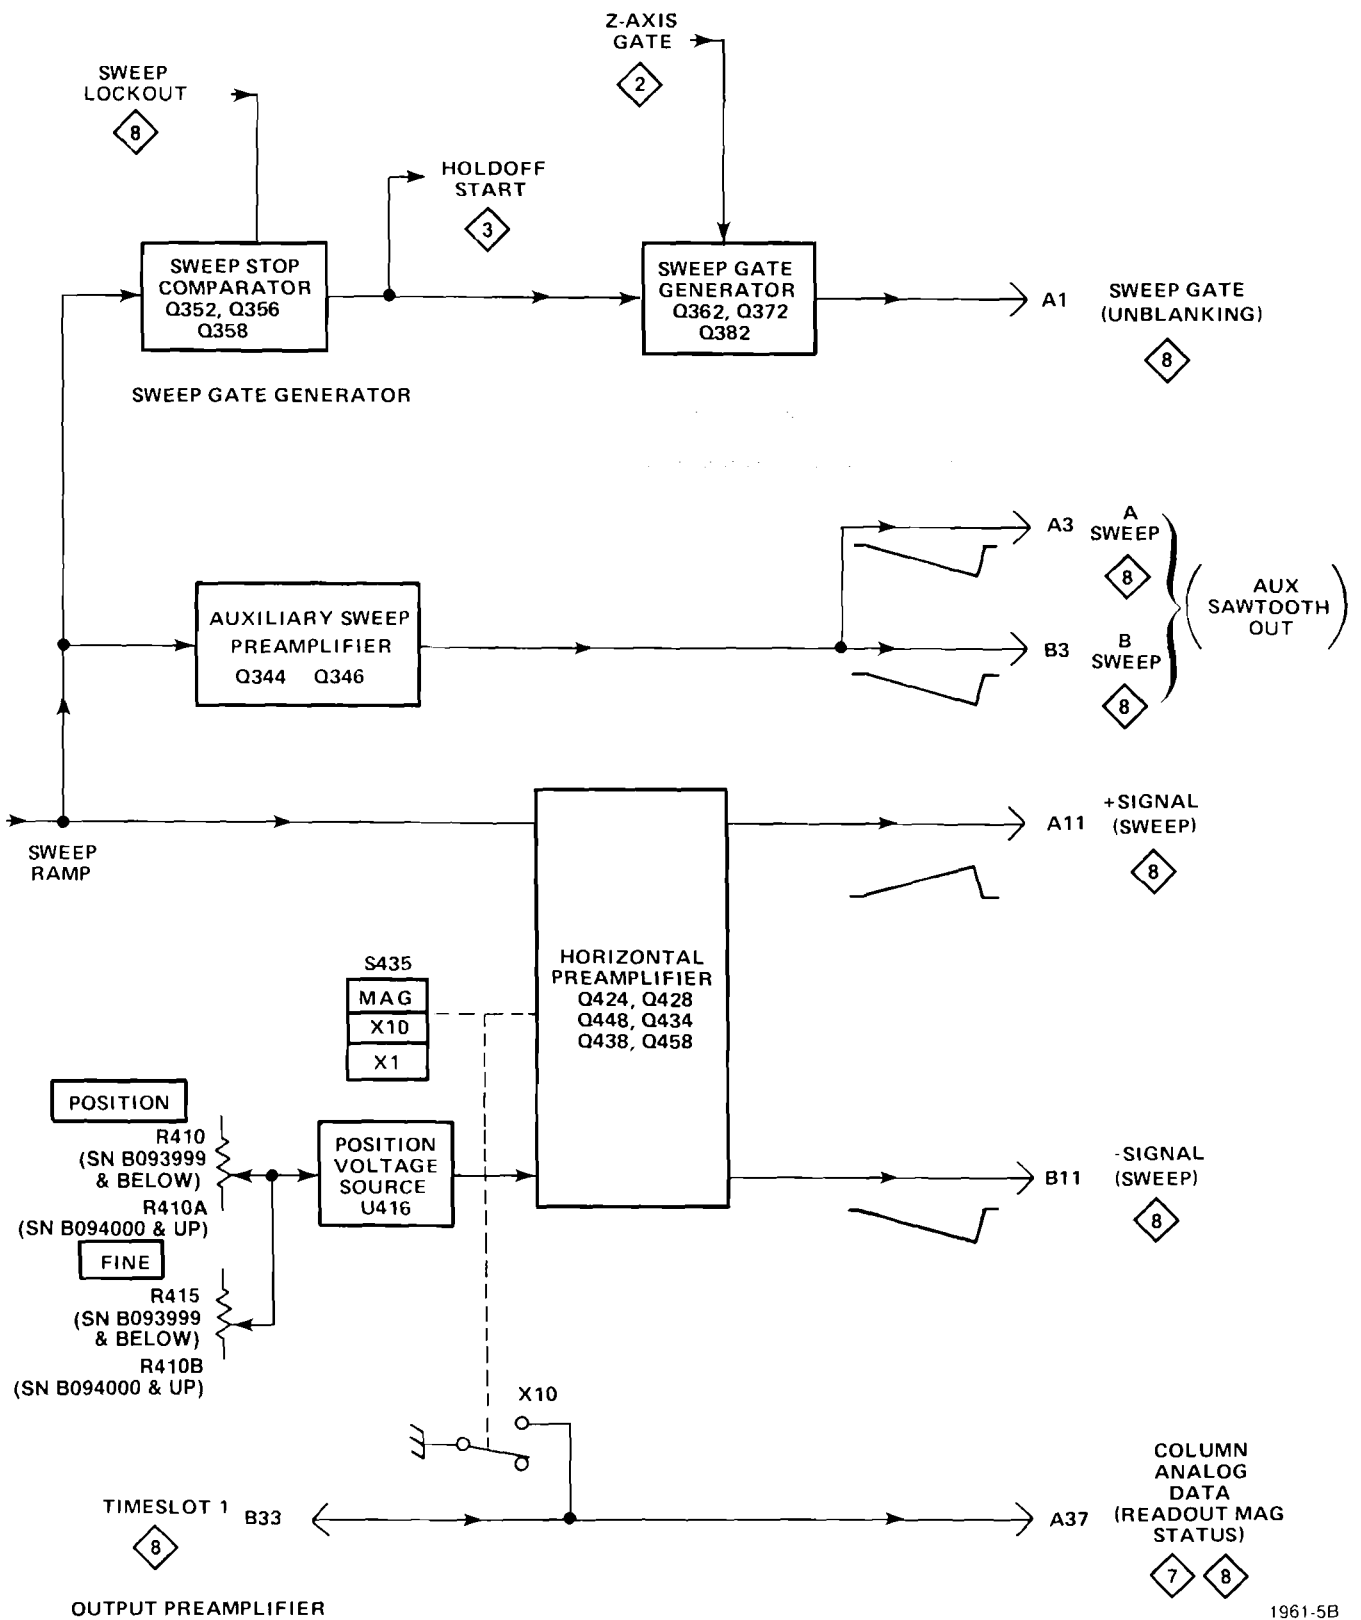 Z-AXIS
GATE
2
SWEEP
LOCKOUT
8
HOLDOFF
START
3
SWEEP STOP
COMPARATOR
Q352, Q356
Q358
SWEEP GATE
GENERATOR
Q362, Q372
Q382
A1
SWEEP GATE
(UNBLANKING)
8
SWEEP GATE GENERATOR
A3
A
SWEEP
8
AUXILIARY SWEEP
PREAMPLIFIER
Q344 Q346
B3
B
SWEEP
8
(AUX
SAWTOOTH
OUT)
SWEEP
RAMP
A11
+SIGNAL
(SWEEP)
8
S435
MAG
X10
X1
HORIZONTAL
PREAMPLIFIER
Q424, Q428
Q448, Q434
Q438, Q458
POSITION
R410
(SN B093999
& BELOW)
R410A
(SN B094000 & UP)
POSITION
VOLTAGE
SOURCE
U416
B11
-SIGNAL
(SWEEP)
8
FINE
R415
(SN B093999
& BELOW)
R410B
(SN B094000 & UP)
X10
TIMESLOT 1
B33
8
A37
COLUMN
ANALOG
DATA
(READOUT MAG
STATUS)
7 8
OUTPUT PREAMPLIFIER
1961-5B